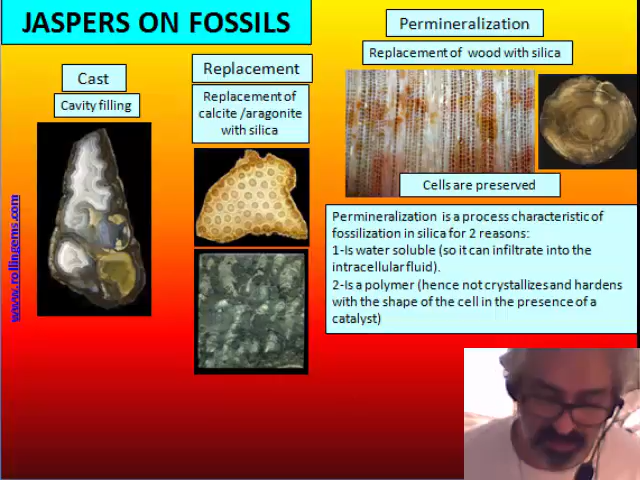 JASPERS ON FOSSILS
Cast
Cavity filling
Replacement
Replacement of
calcite /aragonite
with silica
Permineralization
Replacement of wood with silica
Cells are preserved
Permineralization is a process characteristic of
fossilization in silica for 2 reasons:
1-Is water soluble (so it can infiltrate into the
intracellular fluid).
2-Is a polymer (hence not crystallizes and hardens
with the shape of the cell in the presence of a
catalyst)
www.rollingems.com